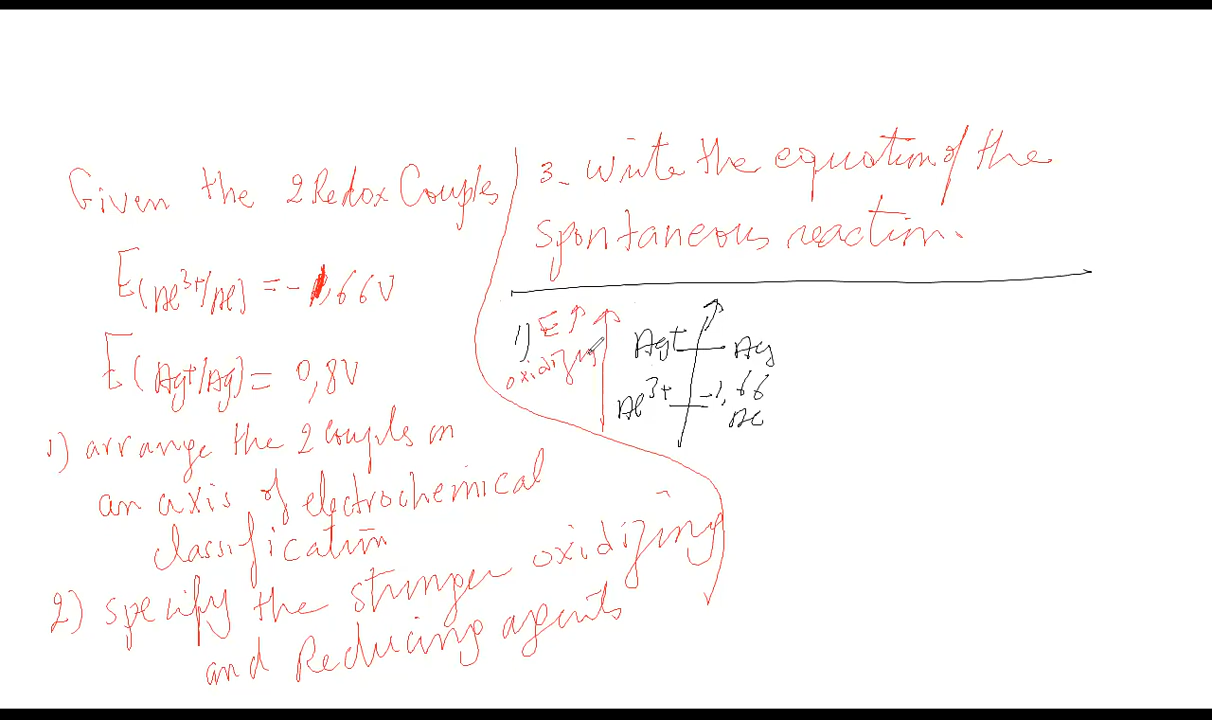 Given the 2 Redox Couples
E(Al³⁺/Al) = -1,66V
E(Ag⁺/Ag) = 0,8V
1) arrange the 2 couples on
an axis of electrochemical
classification
2) specify the stronger oxidizing
and Reducing agents
3- Write the equation of the
spontaneous reaction.
1) E ↑
oxidizing
Ag⁺ Ag
Al³⁺ -1,66
Al